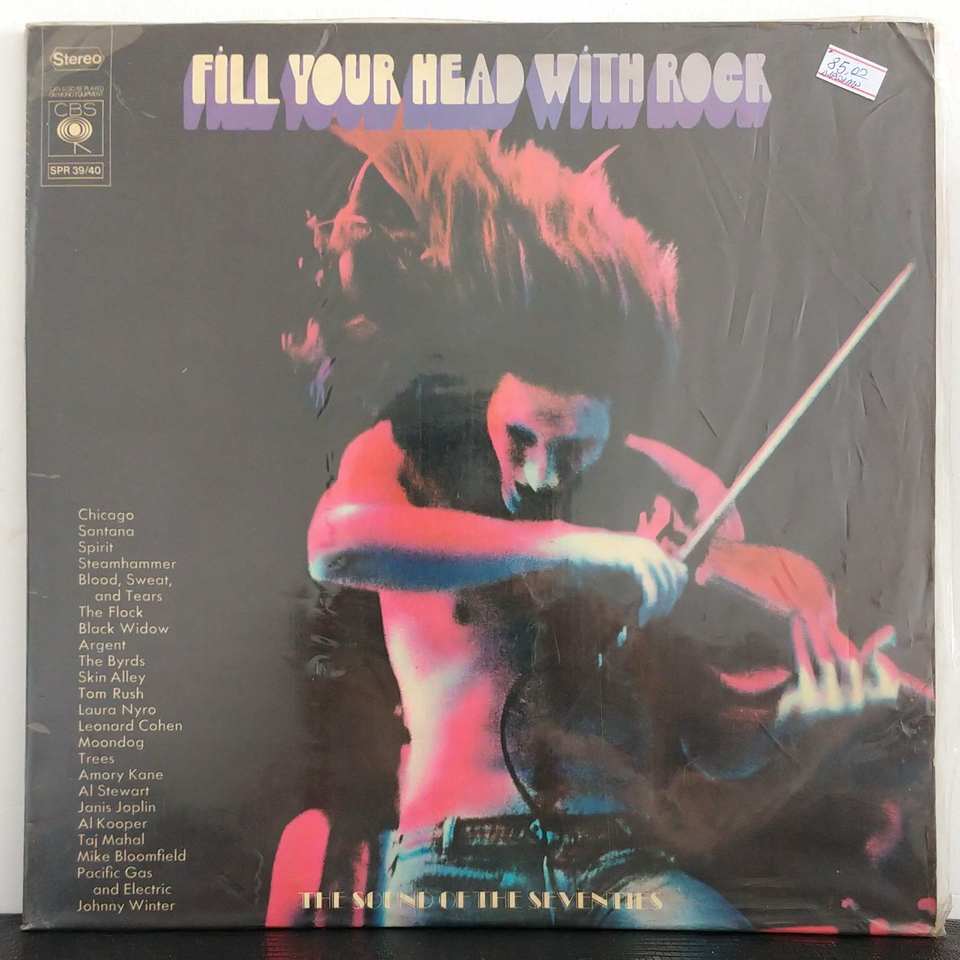 Stereo
CBS
SPR 39/40
FILL YOUR HEAD WITH ROCK
85,02
Chicago
Santana
Spirit
Steamhammer
Blood, Sweat,
and Tears
The Flock
Black Widow
Argent
The Byrds
Skin Alley
Tom Rush
Laura Nyro
Leonard Cohen
Moondog
Trees
Amory Kane
Al Stewart
Janis Joplin
Al Kooper
Taj Mahal
Mike Bloomfield
Pacific Gas
and Electric
Johnny Winter
THE SOUND OF THE SEVENTIES